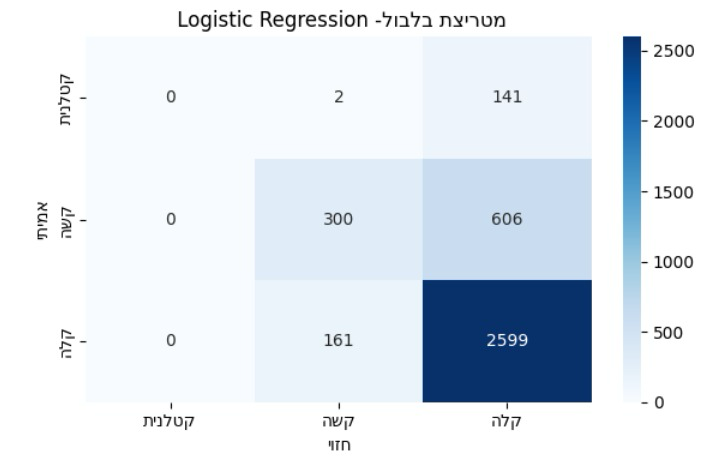 מטריצת בלבול- Logistic Regression
קטלנית
0 2 141
קשה
0 300 606
קלה
0 161 2599
אמיתי
קטלנית קשה קלה
חזוי
2500
2000
1500
1000
500
0